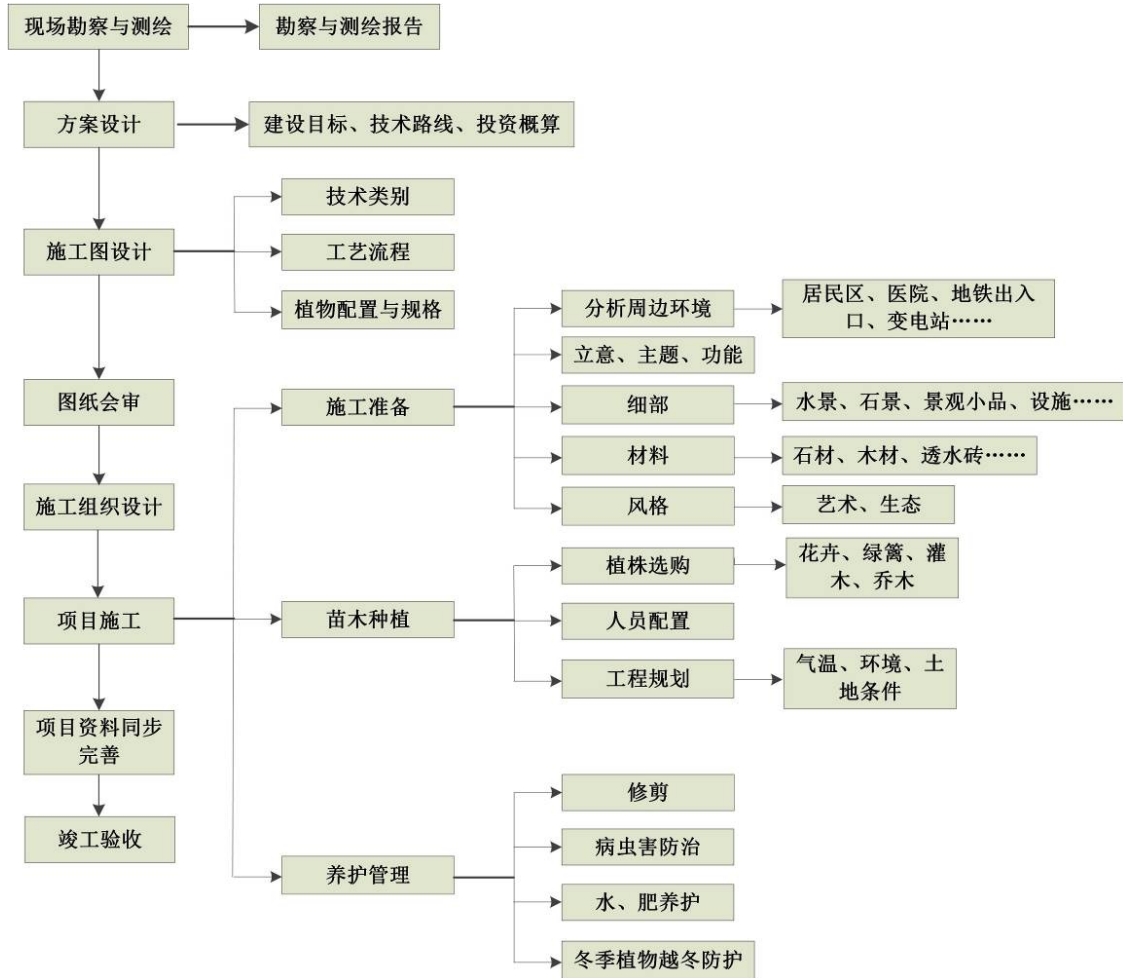 现场勘察与测绘
勘察与测绘报告
方案设计
建设目标、技术路线、投资概算
施工图设计
技术类别
工艺流程
植物配置与规格
图纸会审
施工组织设计
项目施工
项目资料同步
完善
竣工验收
施工准备
分析周边环境
居民区、医院、地铁出入
口、变电站……
立意、主题、功能
细部
水景、石景、景观小品、设施……
材料
石材、木材、透水砖……
风格
艺术、生态
苗木种植
植株选购
花卉、绿篱、灌
木、乔木
人员配置
工程规划
气温、环境、土
地条件
养护管理
修剪
病虫害防治
水、肥养护
冬季植物越冬防护